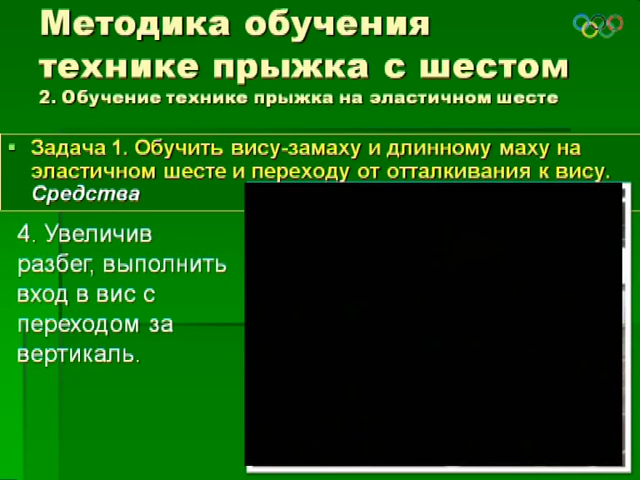 Методика обучения
технике прыжка с шестом
2. Обучение технике прыжка на эластичном шесте
Задача 1. Обучить вису-замаху и длинному маху на
эластичном шесте и переходу от отталкивания к вису.
Средства
4. Увеличив
разбег, выполнить
вход в вис с
переходом за
вертикаль.